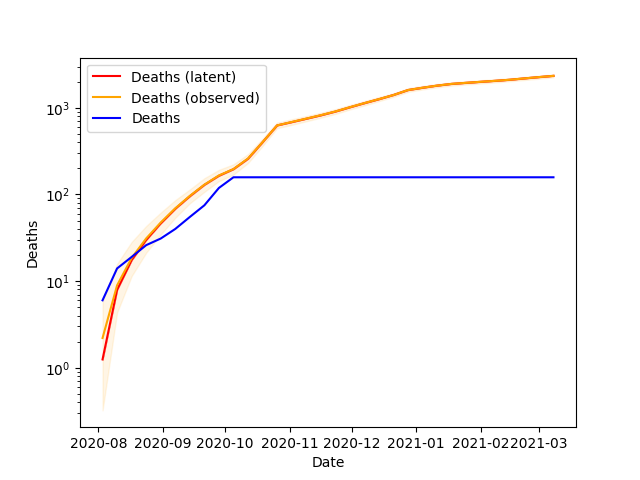 Deaths (latent)
Deaths (observed)
Deaths
10³
10²
10¹
10⁰
Deaths
2020-08 2020-09 2020-10 2020-11 2020-12 2021-01 2021-02 2021-03
Date